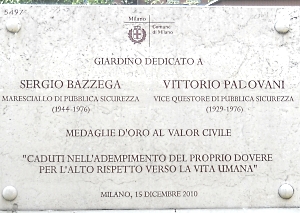 5497
Milano
Comune
di Milano
GIARDINO DEDICATO A
SERGIO BAZZEGA VITTORIO PADOVANI
MARESCIALLO DI PUBBLICA SICUREZZA VICE QUESTORE DI PUBBLICA SICUREZZA
(1944-1976) (1929-1976)
MEDAGLIE D'ORO AL VALOR CIVILE
"CADUTI NELL'ADEMPIMENTO DEL PROPRIO DOVERE
PER L'ALTO RISPETTO VERSO LA VITA UMANA"
MILANO, 15 DICEMBRE 2010